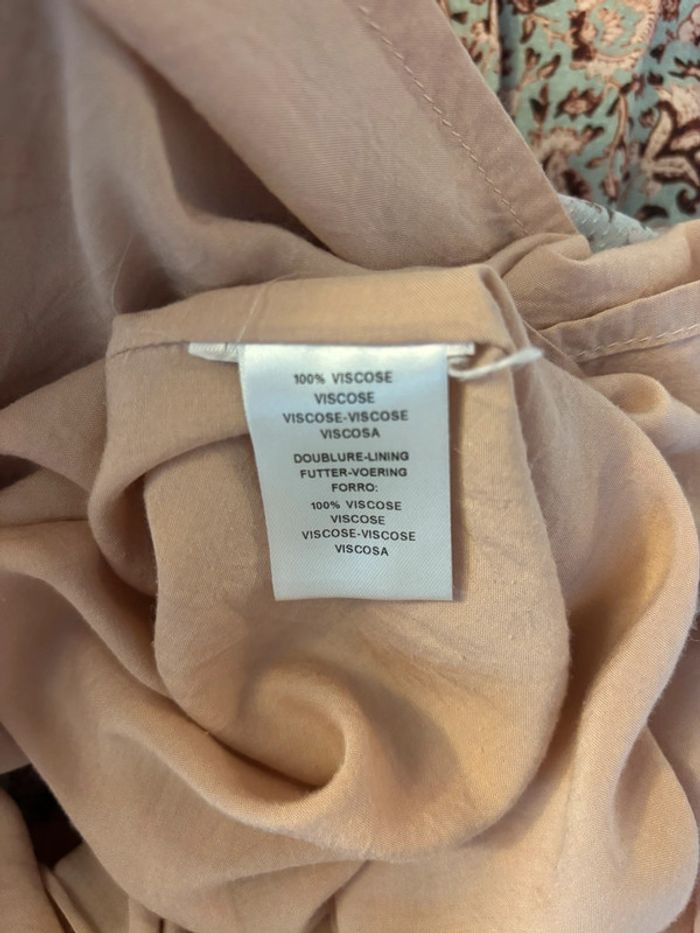 100% VISCOSE
VISCOSE
VISCOSE-VISCOSE
VISCOSA
DOUBLURE-LINING
FUTTER-VOERING
FORRO:
100% VISCOSE
VISCOSE
VISCOSE-VISCOSE
VISCOSA